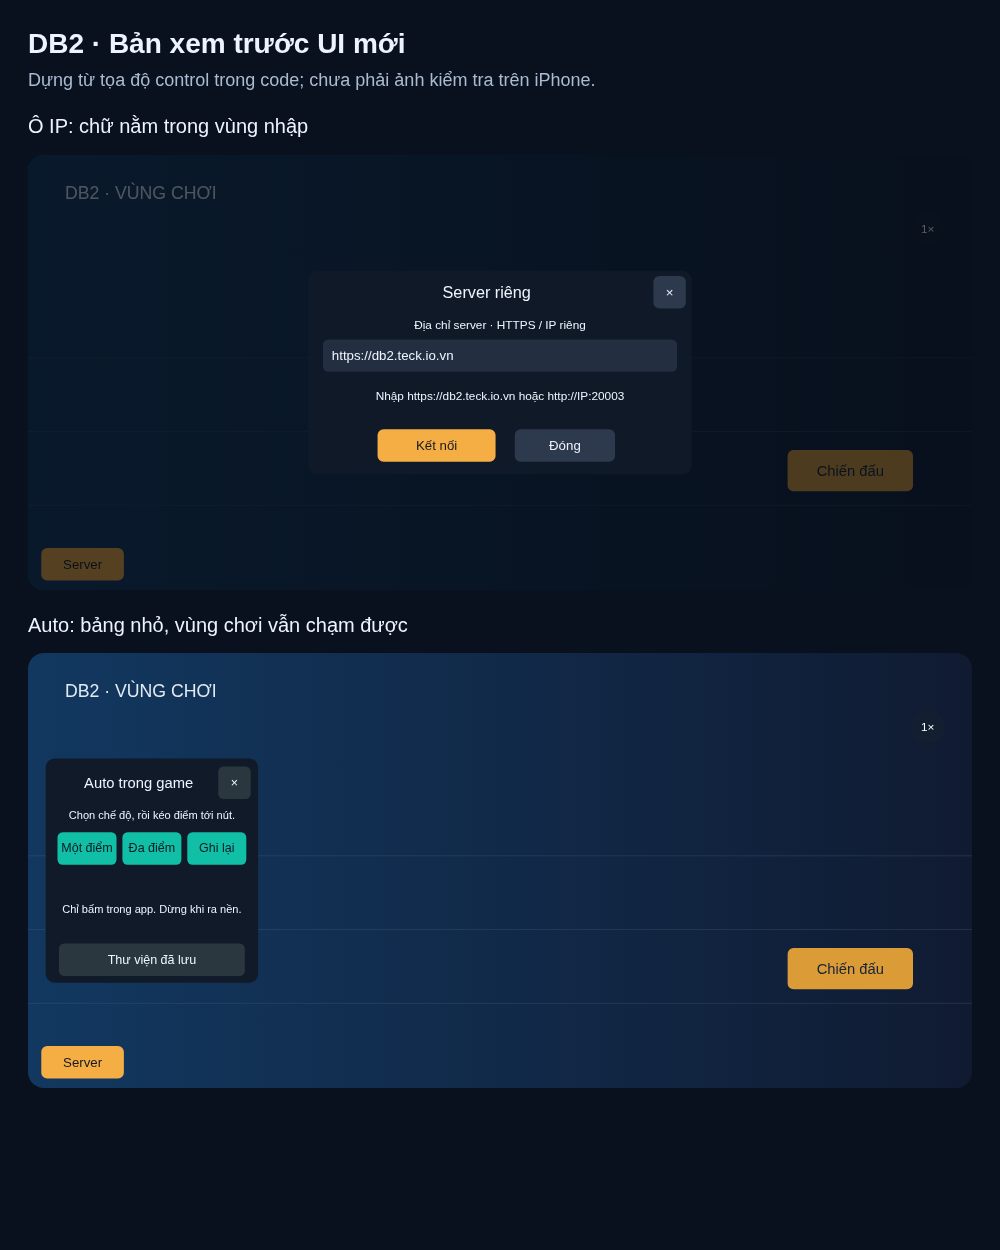 DB2 · Bản xem trước UI mới
Dựng từ tọa độ control trong code; chưa phải ảnh kiểm tra trên iPhone.
Ô IP: chữ nằm trong vùng nhập
DB2 · VÙNG CHƠI
1×
Server riêng
×
Địa chỉ server · HTTPS / IP riêng
https://db2.teck.io.vn
Nhập https://db2.teck.io.vn hoặc http://IP:20003
Kết nối
Đóng
Chiến đấu
Server
Auto: bảng nhỏ, vùng chơi vẫn chạm được
DB2 · VÙNG CHƠI
1×
Auto trong game
×
Chọn chế độ, rồi kéo điểm tới nút.
Một điểm
Đa điểm
Ghi lại
Chỉ bấm trong app. Dừng khi ra nền.
Thư viện đã lưu
Chiến đấu
Server